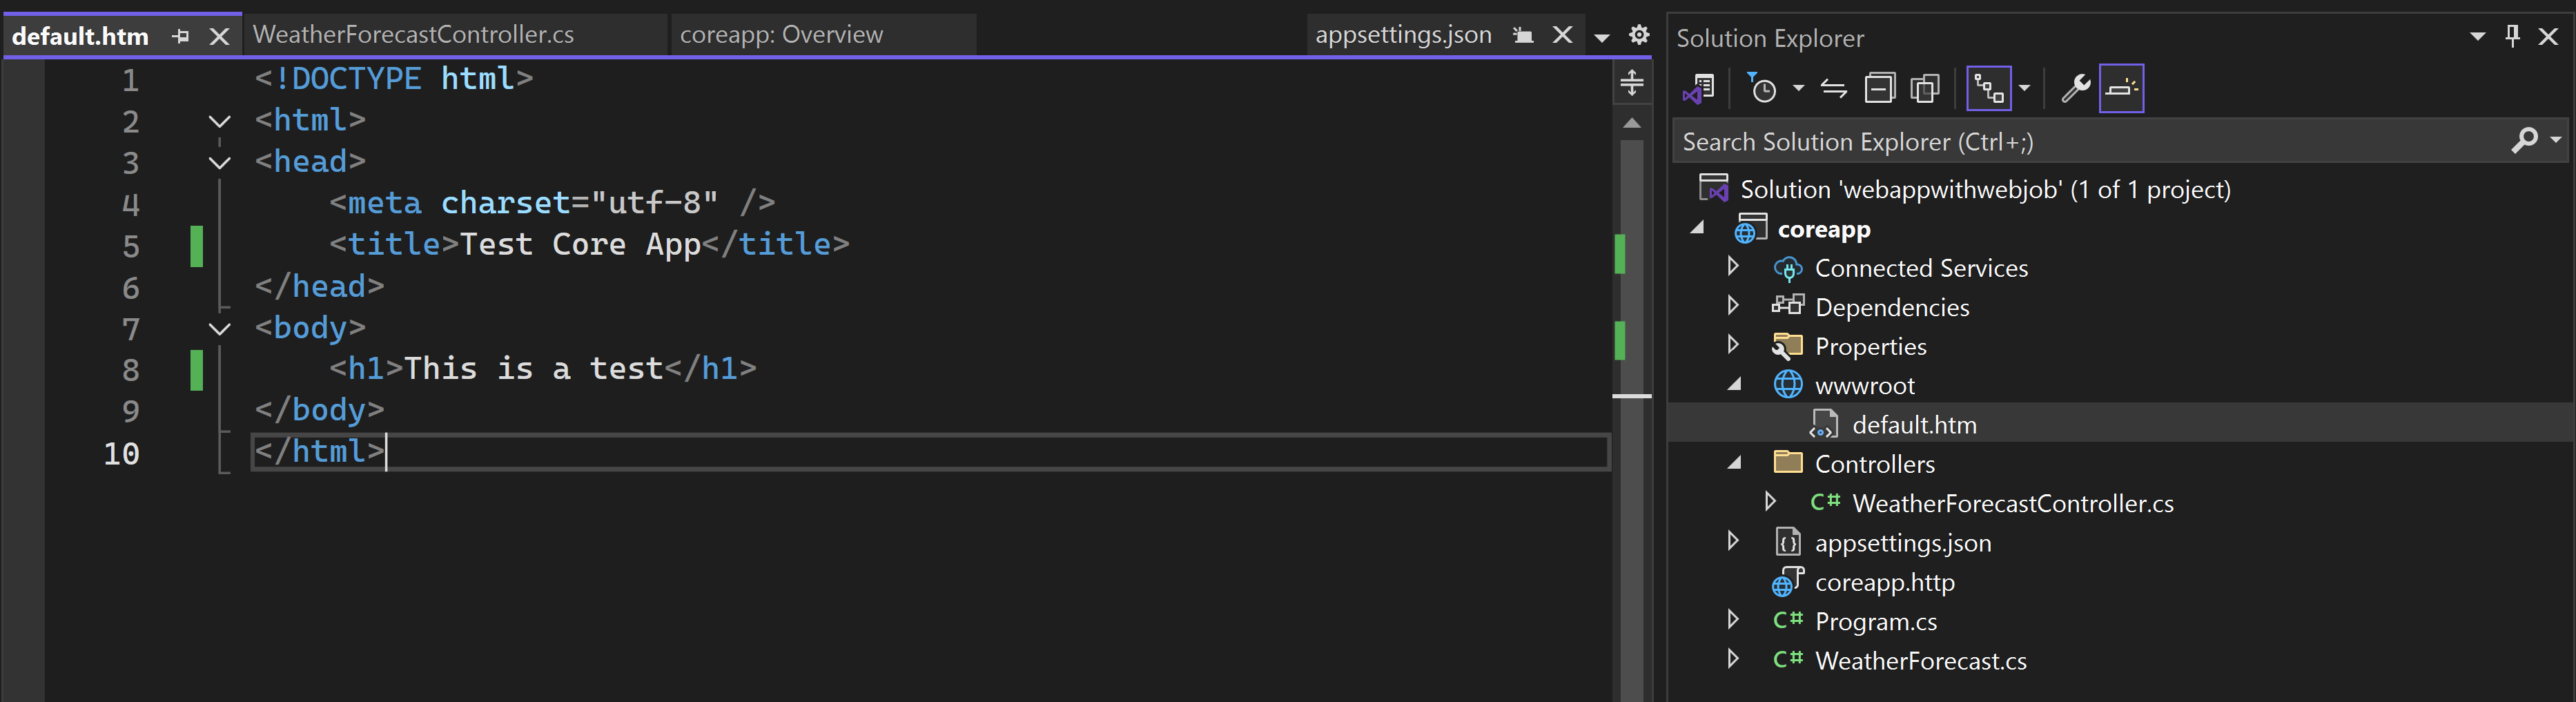 default.htm
WeatherForecastController.cs
coreapp: Overview
appsettings.json
1 <!DOCTYPE html>
2 <html>
3 <head>
4 <meta charset="utf-8" />
5 <title>Test Core App</title>
6 </head>
7 <body>
8 <h1>This is a test</h1>
9 </body>
10 </html>
Solution Explorer
Search Solution Explorer (Ctrl+;)
Solution 'webappwithwebjob' (1 of 1 project)
coreapp
Connected Services
Dependencies
Properties
wwwroot
default.htm
Controllers
C# WeatherForecastController.cs
appsettings.json
coreapp.http
C# Program.cs
C# WeatherForecast.cs